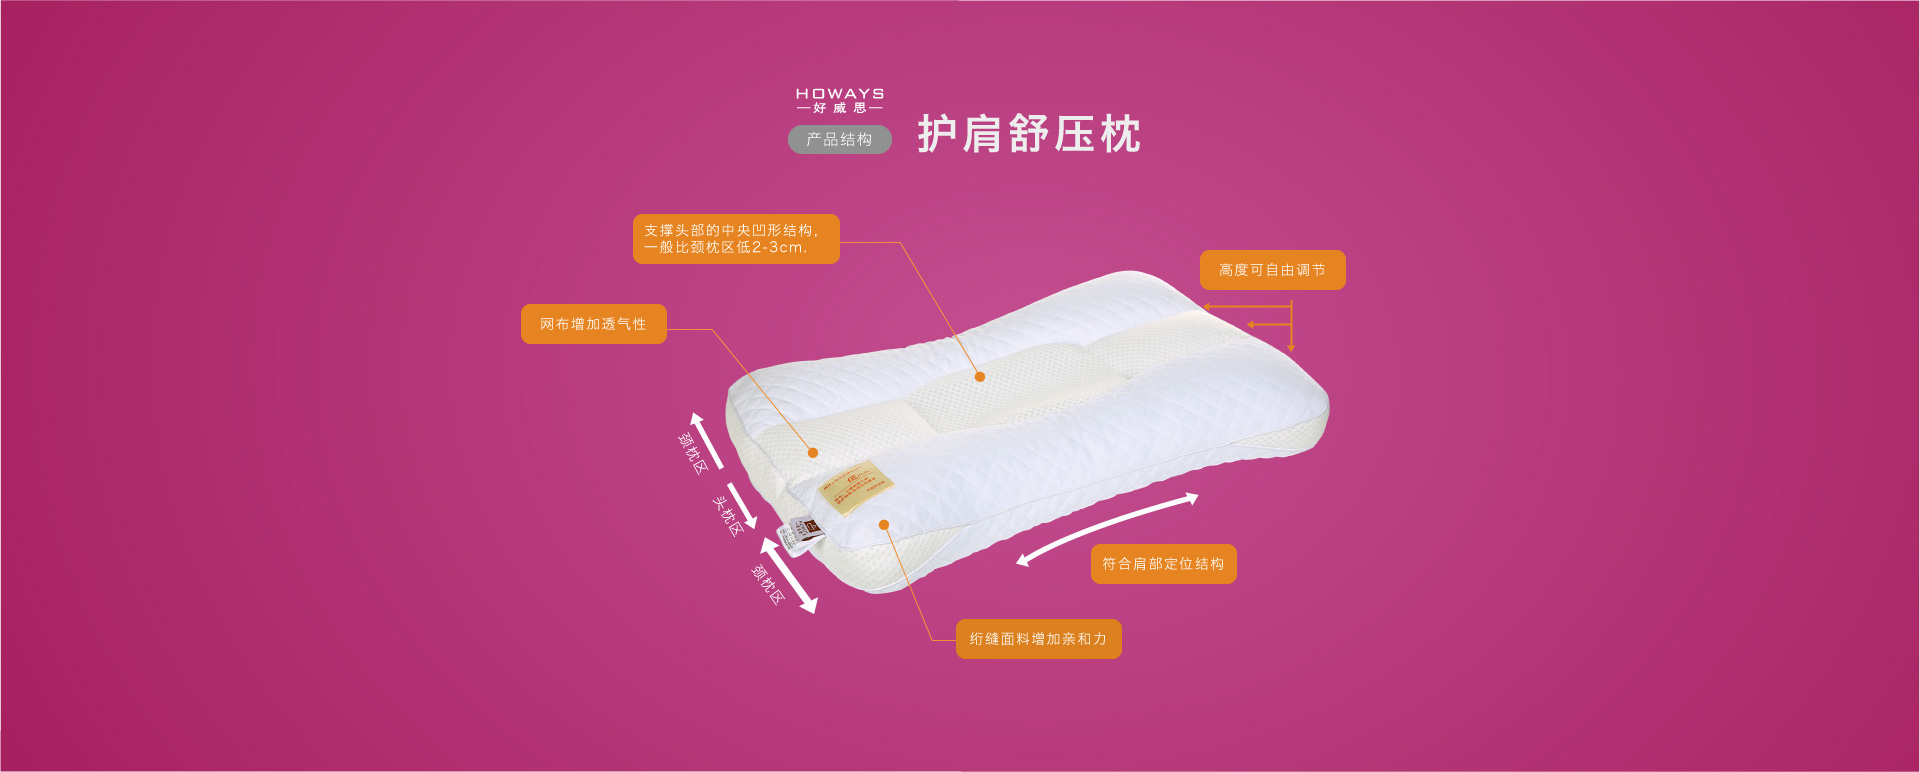 HOWAYS
好威思
产品结构
护肩舒压枕
支撑头部的中央凹形结构,
一般比颈枕区低2-3cm.
高度可自由调节
网布增加透气性
颈枕区
头枕区
颈枕区
符合肩部定位结构
绗缝面料增加亲和力